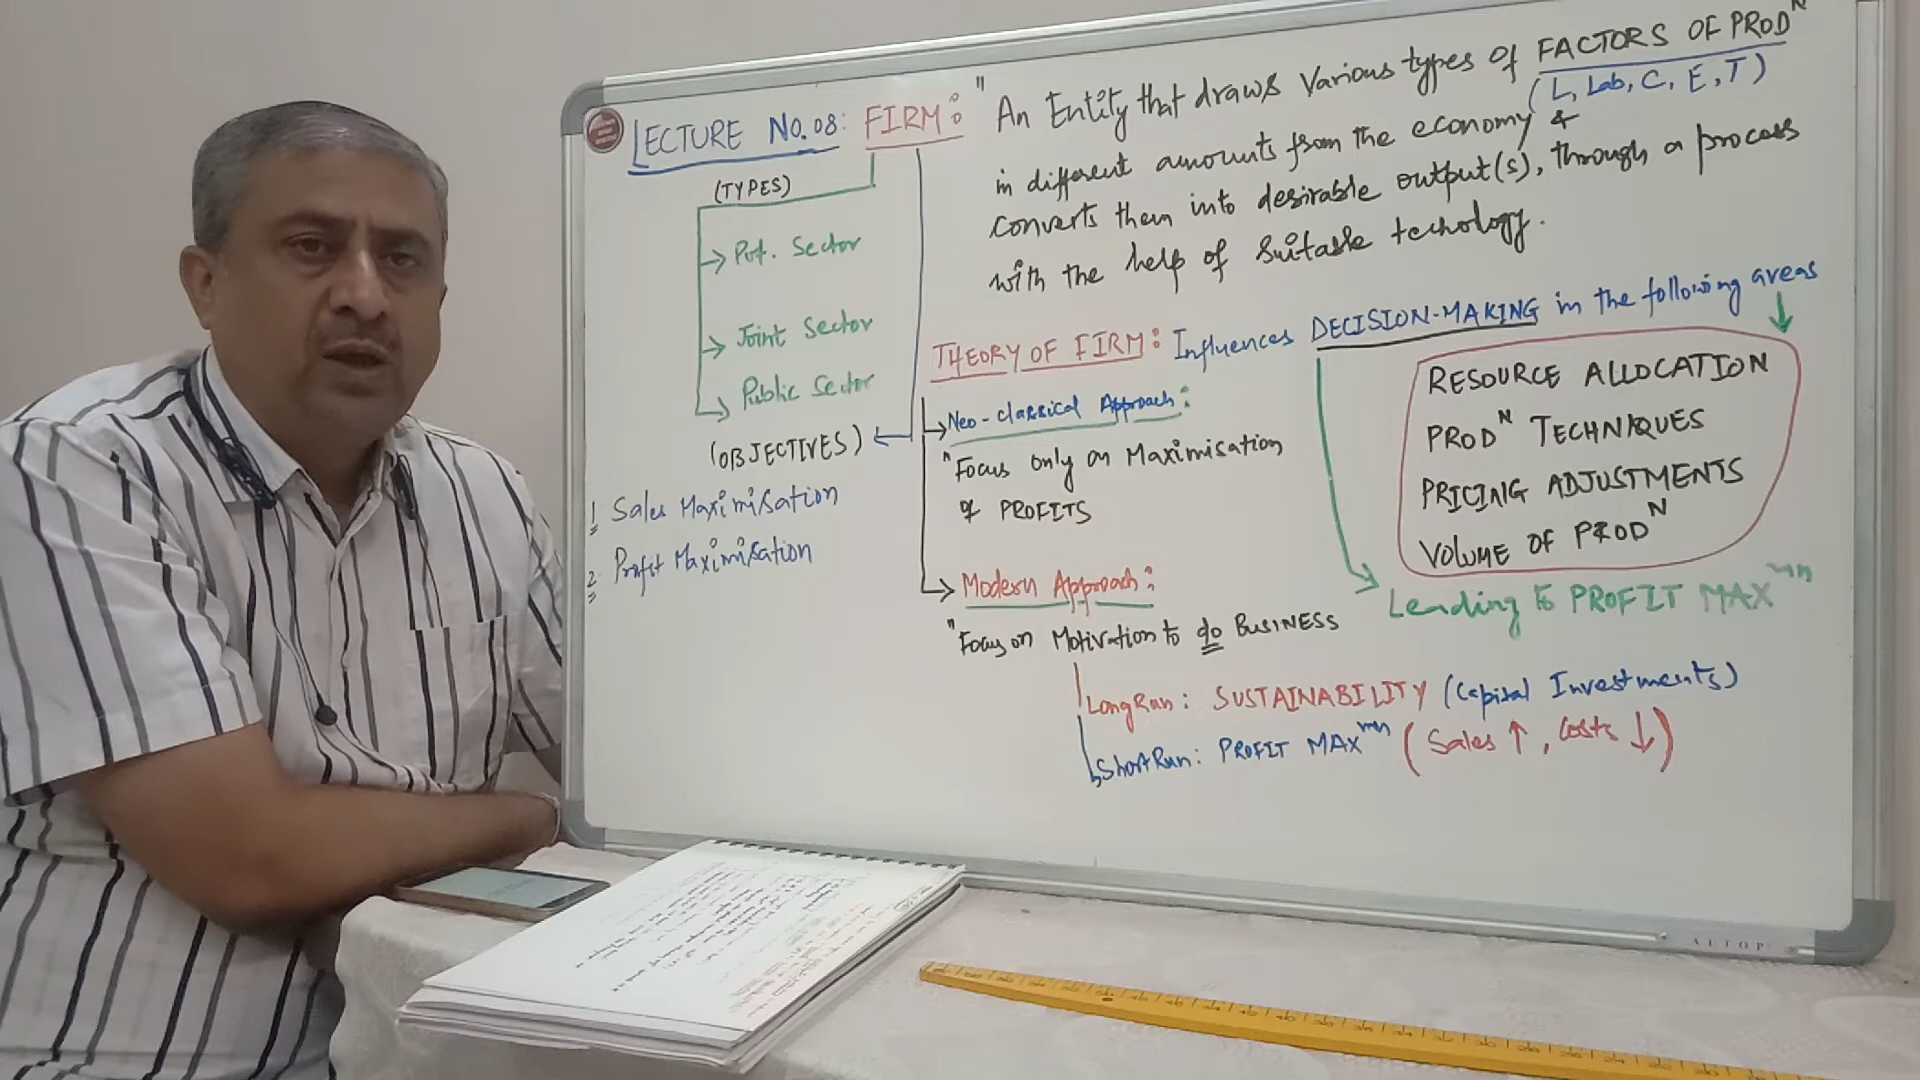 LECTURE NO.08: FIRM: "An Entity that draws various types of FACTORS OF PRODᴺ
(L, Lab, C, E, T)
in different amounts from the economy &
converts them into desirable output(s), through a process
with the help of suitable techology.
(TYPES)
Pvt. Sector
Joint Sector
Public Sector
(OBJECTIVES)
1 Sales Maximisation
2 Profit Maximisation
THEORY OF FIRM: Influences DECISION-MAKING in the following areas
RESOURCE ALLOCATION
PRODᴺ TECHNIQUES
PRICING ADJUSTMENTS
VOLUME OF PRODᴺ
Leading to PROFIT MAXᵐⁿ
Neo-classical Approach:
"Focus only on Maximisation
of PROFITS
Modern Approach:
"Focus on Motivation to do BUSINESS
Long Run: SUSTAINABILITY (Capital Investments)
Short Run: PROFIT MAXᵐⁿ (Sales ↑, Costs ↓)
ALTOP